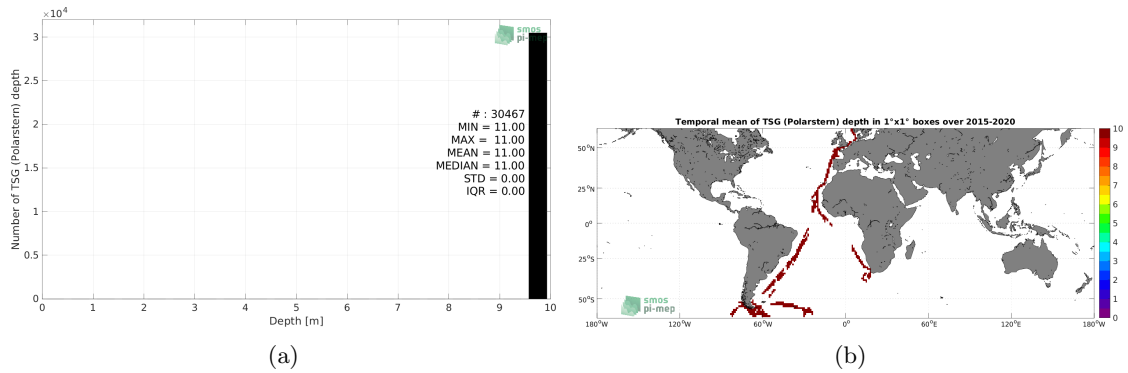 ×10⁴
3
2.5
2
1.5
1
0.5
0
Number of TSG (Polarstern) depth
smos
pi-mep
# : 30467
MIN = 11.00
MAX = 11.00
MEAN = 11.00
MEDIAN = 11.00
STD = 0.00
IQR = 0.00
0 1 2 3 4 5 6 7 8 9 10
Depth [m]
(a)
Temporal mean of TSG (Polarstern) depth in 1°x1° boxes over 2015-2020
50°N
25°N
0°
25°S
50°S
smos
pi-mep
180°W 120°W 60°W 0°W 60°E 120°E 180°E
10
9
8
7
6
5
4
3
2
1
0
(b)